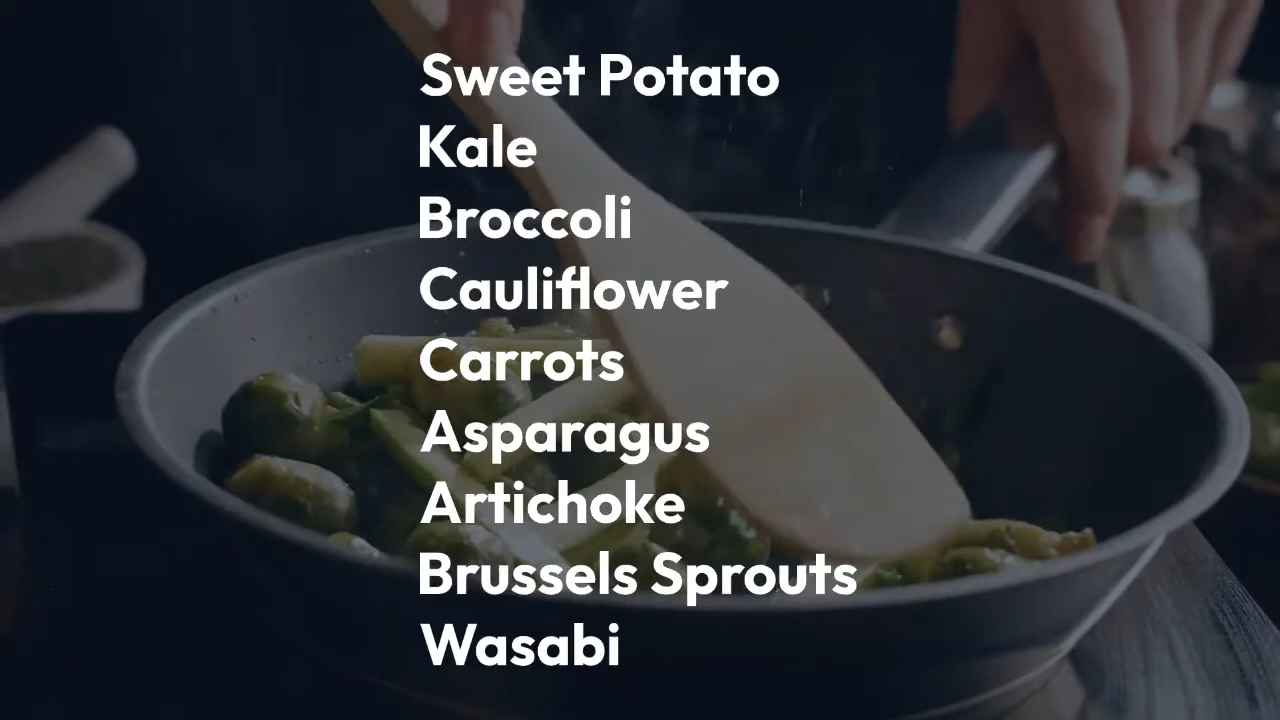 Sweet Potato
Kale
Broccoli
Cauliflower
Carrots
Asparagus
Artichoke
Brussels Sprouts
Wasabi